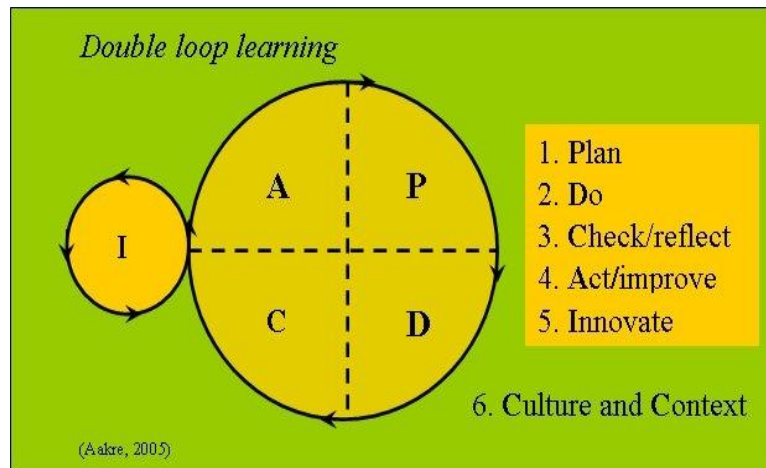 Double loop learning
A
P
I
C
D
1. Plan
2. Do
3. Check/reflect
4. Act/improve
5. Innovate
6. Culture and Context
(Aakre, 2005)